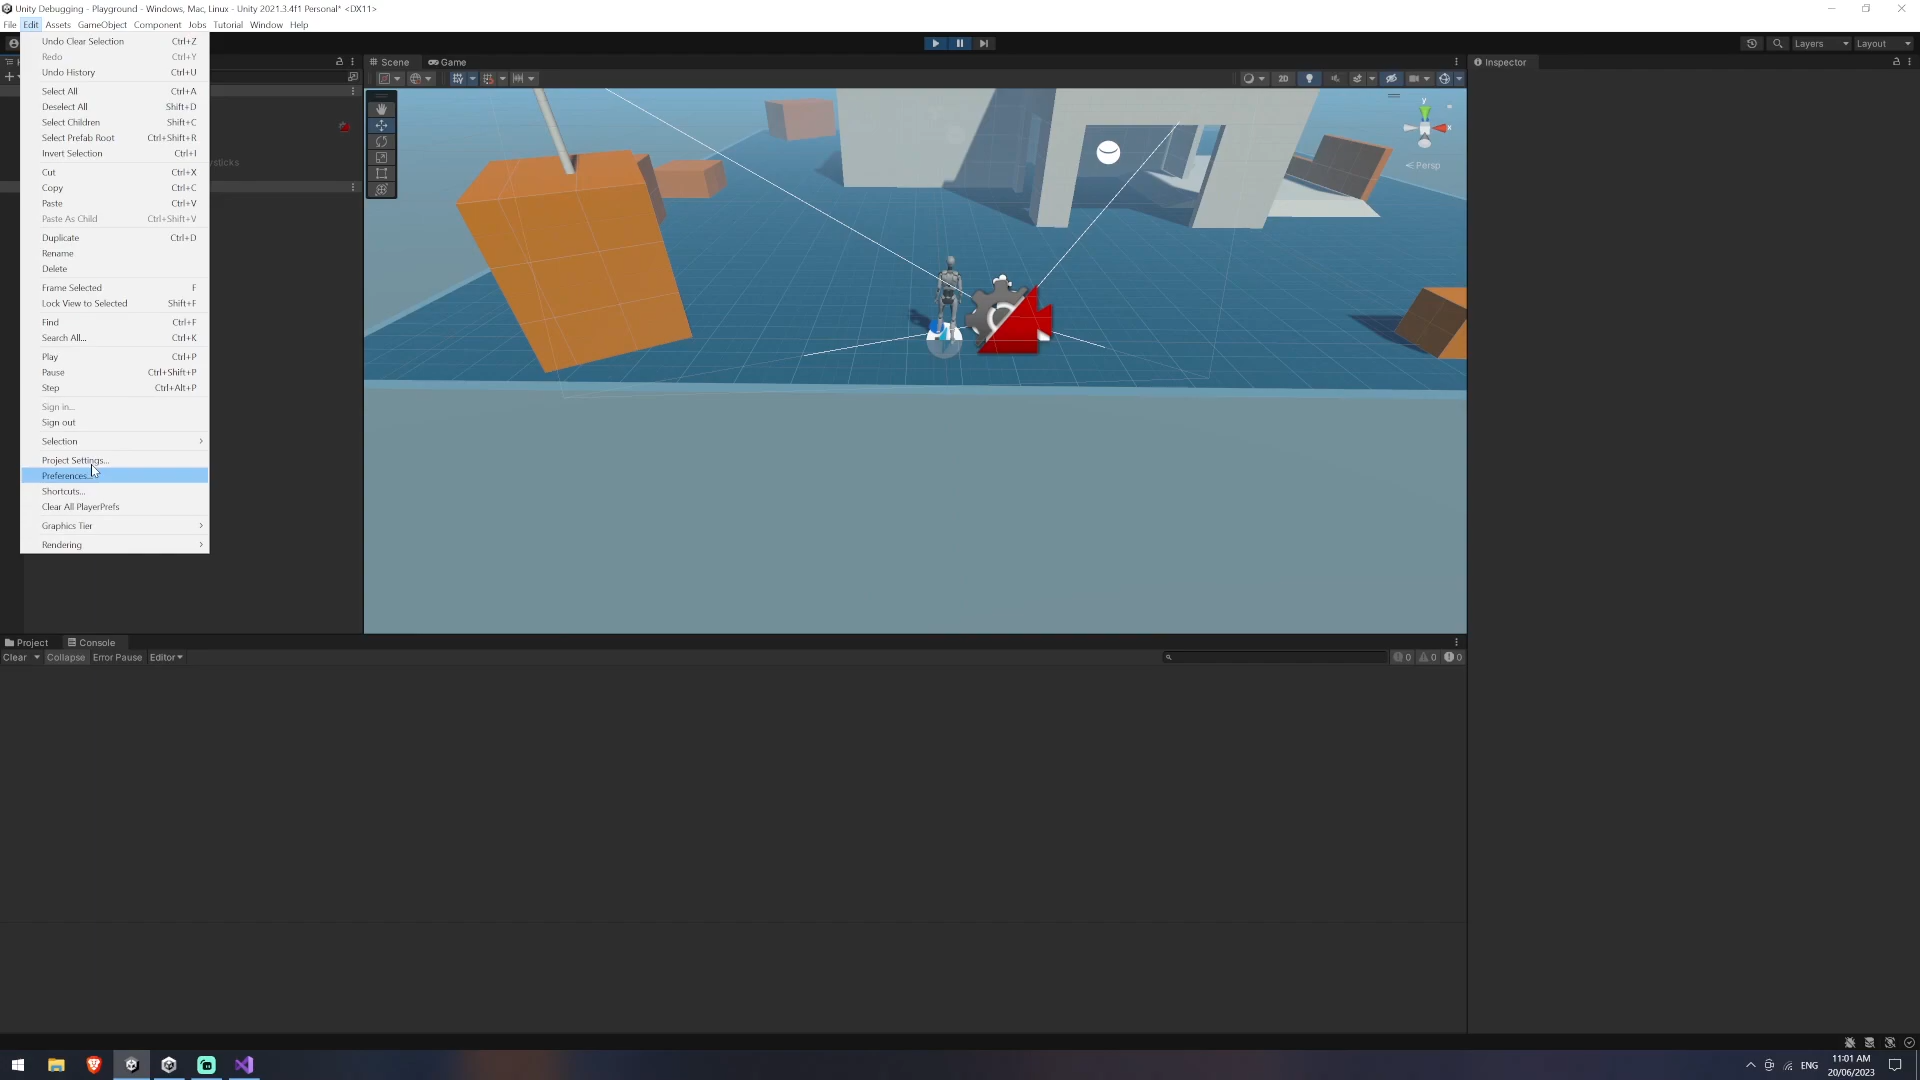 Unity Debugging - Playground - Windows, Mac, Linux - Unity 2021.3.4f1 Personal* <DX11>
File Edit Assets GameObject Component Jobs Tutorial Window Help
Undo Clear Selection Ctrl+Z
Redo Ctrl+Y
Undo History Ctrl+U
Select All Ctrl+A
Deselect All Shift+D
Select Children Shift+C
Select Prefab Root Ctrl+Shift+R
Invert Selection Ctrl+I
Cut Ctrl+X
Copy Ctrl+C
Paste Ctrl+V
Paste As Child Ctrl+Shift+V
Duplicate Ctrl+D
Rename
Delete
Frame Selected F
Lock View to Selected Shift+F
Find Ctrl+F
Search All... Ctrl+K
Play Ctrl+P
Pause Ctrl+Shift+P
Step Ctrl+Alt+P
Sign in...
Sign out
Selection
Project Settings...
Preferences...
Shortcuts...
Clear All PlayerPrefs
Graphics Tier
Rendering
Layers Layout
Scene Game
Inspector
2D
y
x
Persp
Project Console
Clear Collapse Error Pause Editor
0 0 0
ENG
11:01 AM
20/06/2023